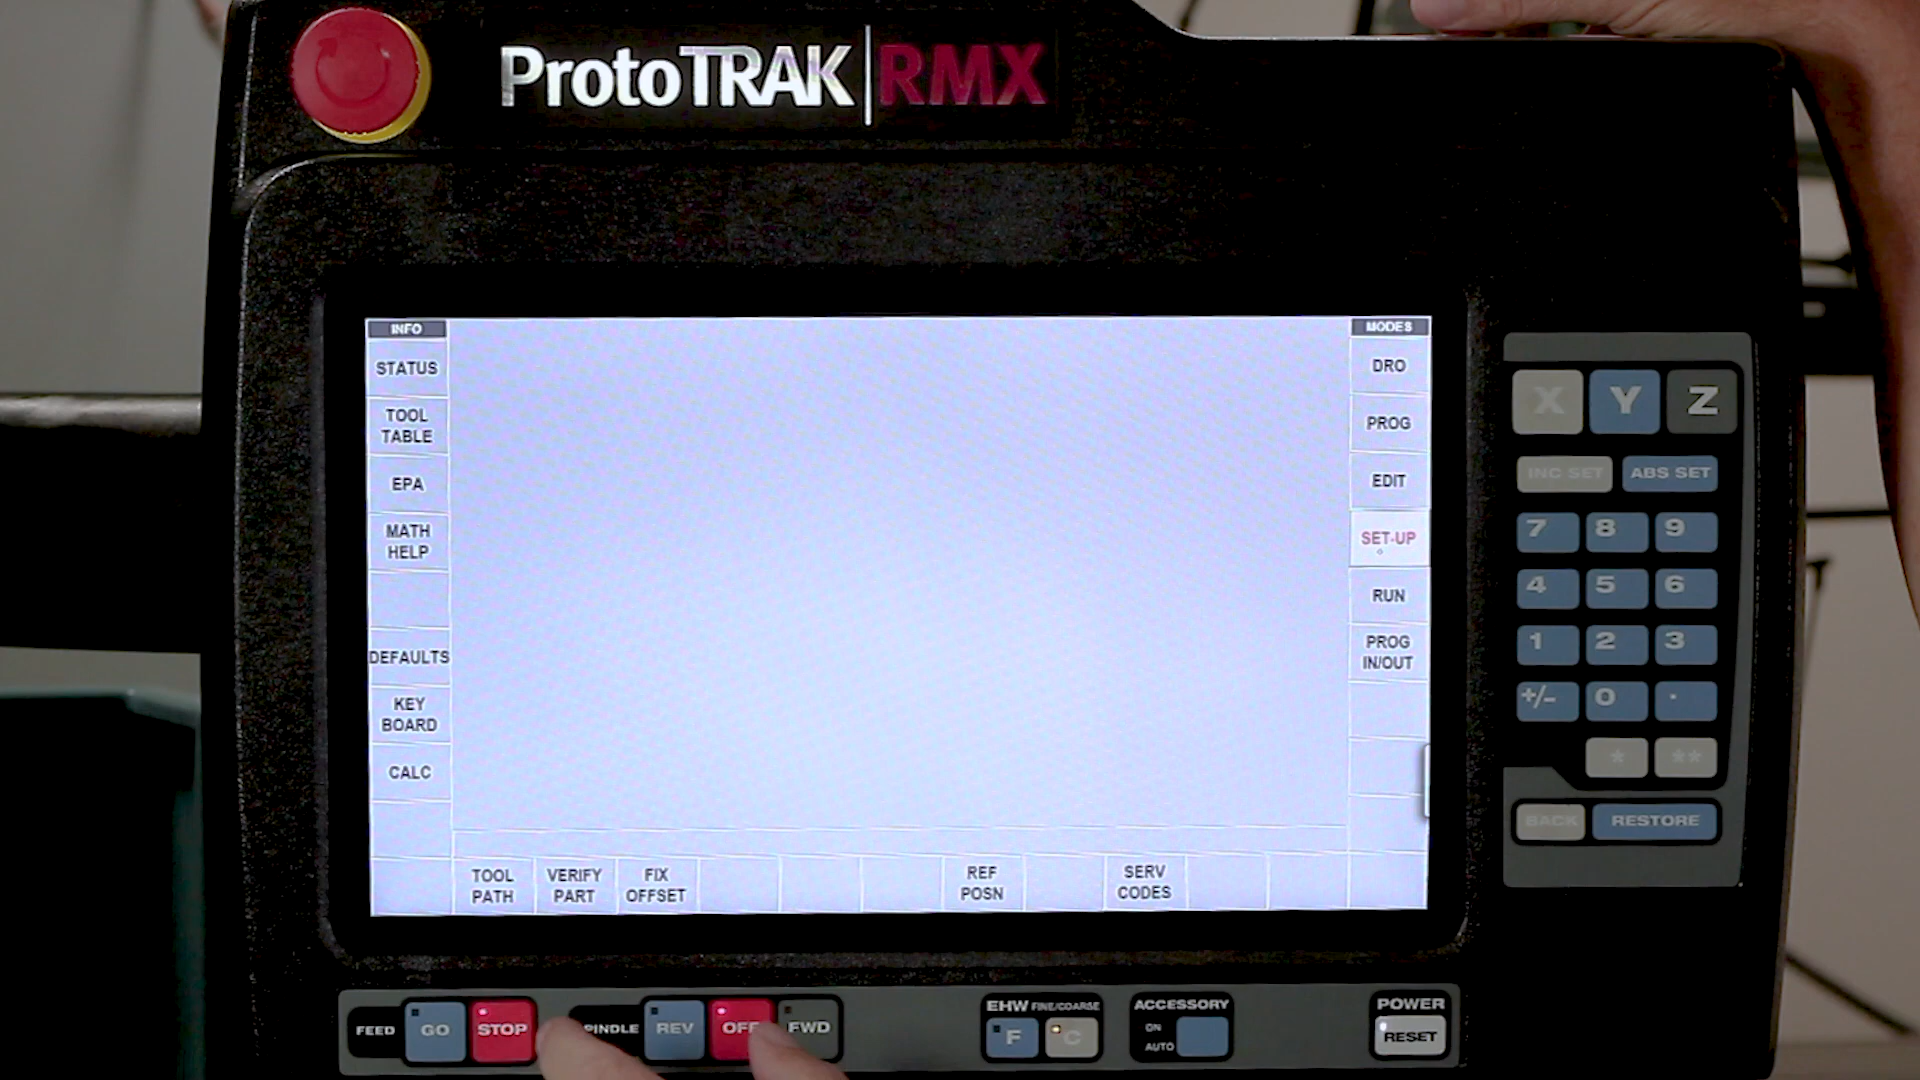 ProtoTRAK RMX
INFO
STATUS
TOOL
TABLE
EPA
MATH
HELP
DEFAULTS
KEY
BOARD
CALC
MODES
DRO
PROG
EDIT
SET-UP
RUN
PROG
IN/OUT
TOOL
PATH
VERIFY
PART
FIX
OFFSET
REF
POSN
SERV
CODES
X Y Z
INC SET ABS SET
7 8 9
4 5 6
1 2 3
+/- 0 .
* **
BACK RESTORE
FEED GO STOP
PINDLE REV OFF FWD
EHW FINE/COARSE
F C
ACCESSORY
ON
AUTO
POWER
RESET